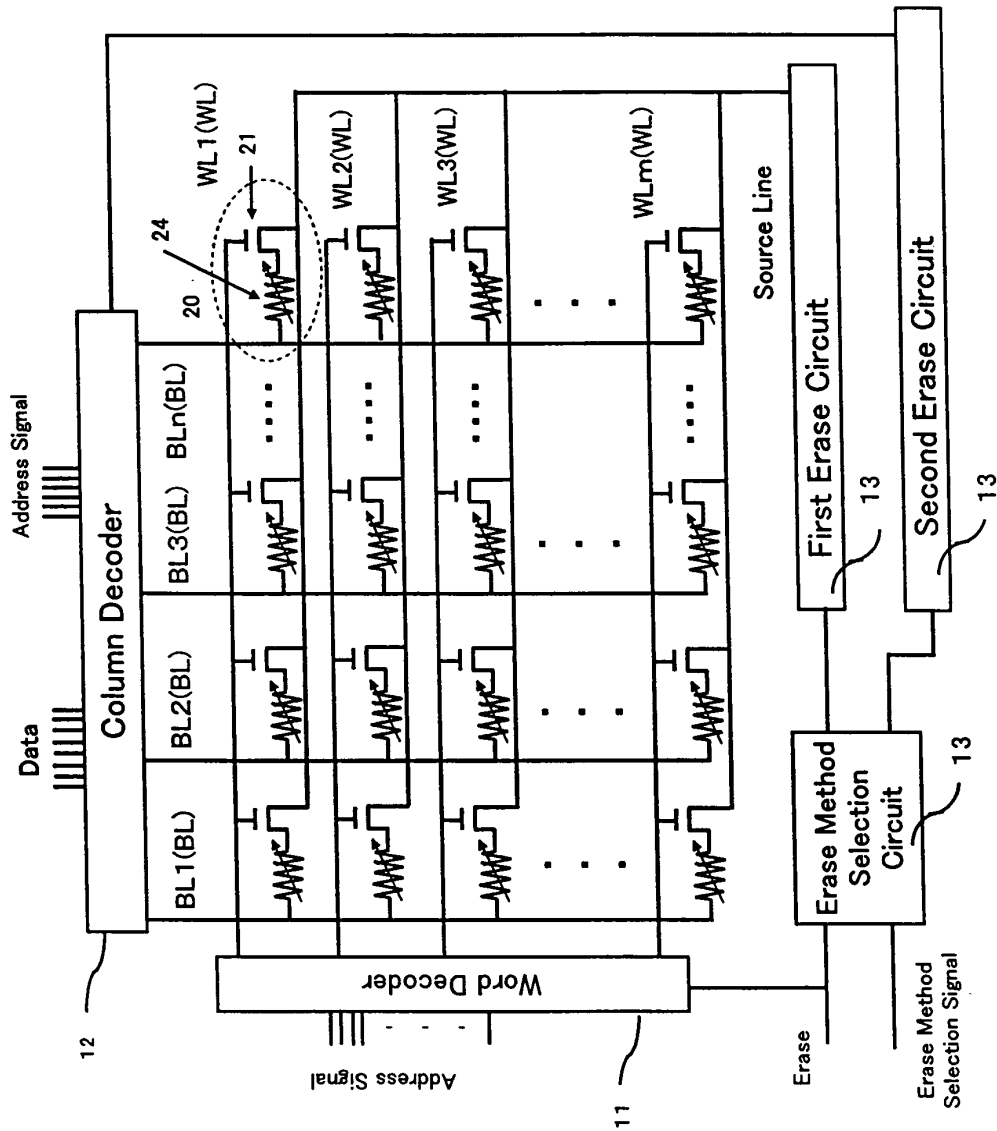 Data
Address Signal
12
Column Decoder
BL1(BL)
BL2(BL)
BL3(BL)
BLn(BL)
20
24
21
WL1(WL)
WL2(WL)
WL3(WL)
WLm(WL)
Address Signal
Word Decoder
11
Source Line
Erase
Erase Method
Selection Signal
Erase Method
Selection
Circuit
13
First Erase Circuit
13
Second Erase Circuit
13